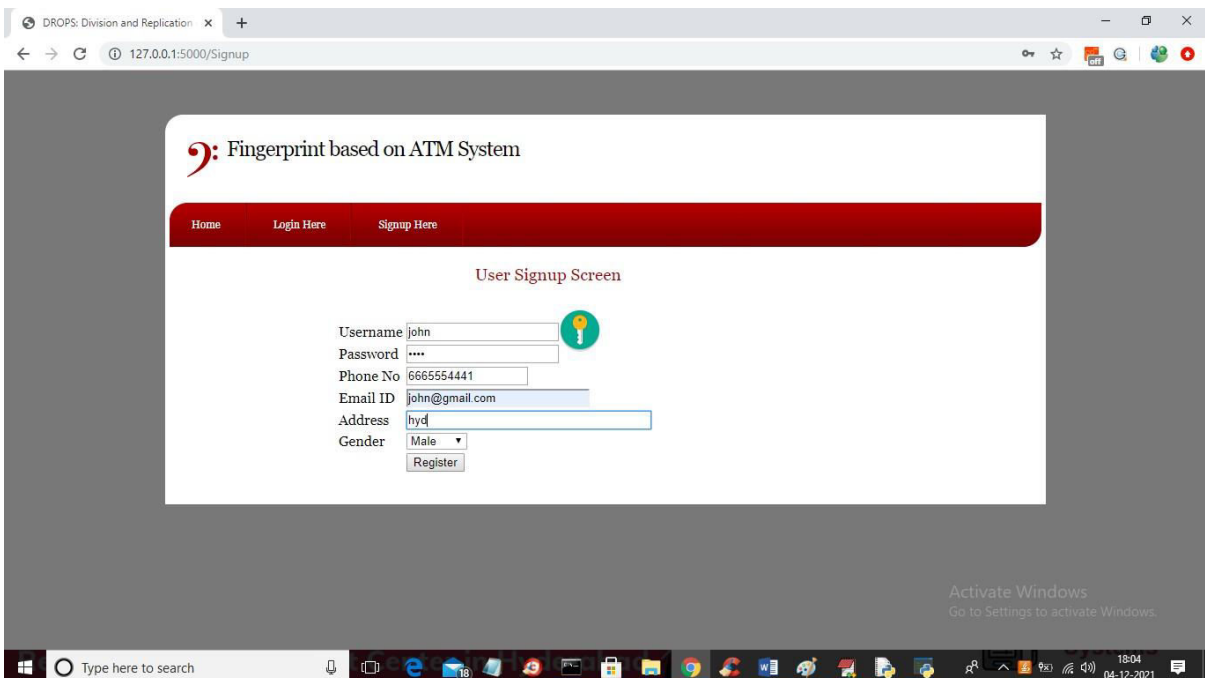 DROPS: Division and Replication
127.0.0.1:5000/Signup
off
Fingerprint based on ATM System
Home Login Here Signup Here
User Signup Screen
Username john
Password ••••
Phone No 6665554441
Email ID john@gmail.com
Address hyd
Gender Male
Register
Activate Windows
Go to Settings to activate Windows.
Type here to search
18
18:04
04-12-2021